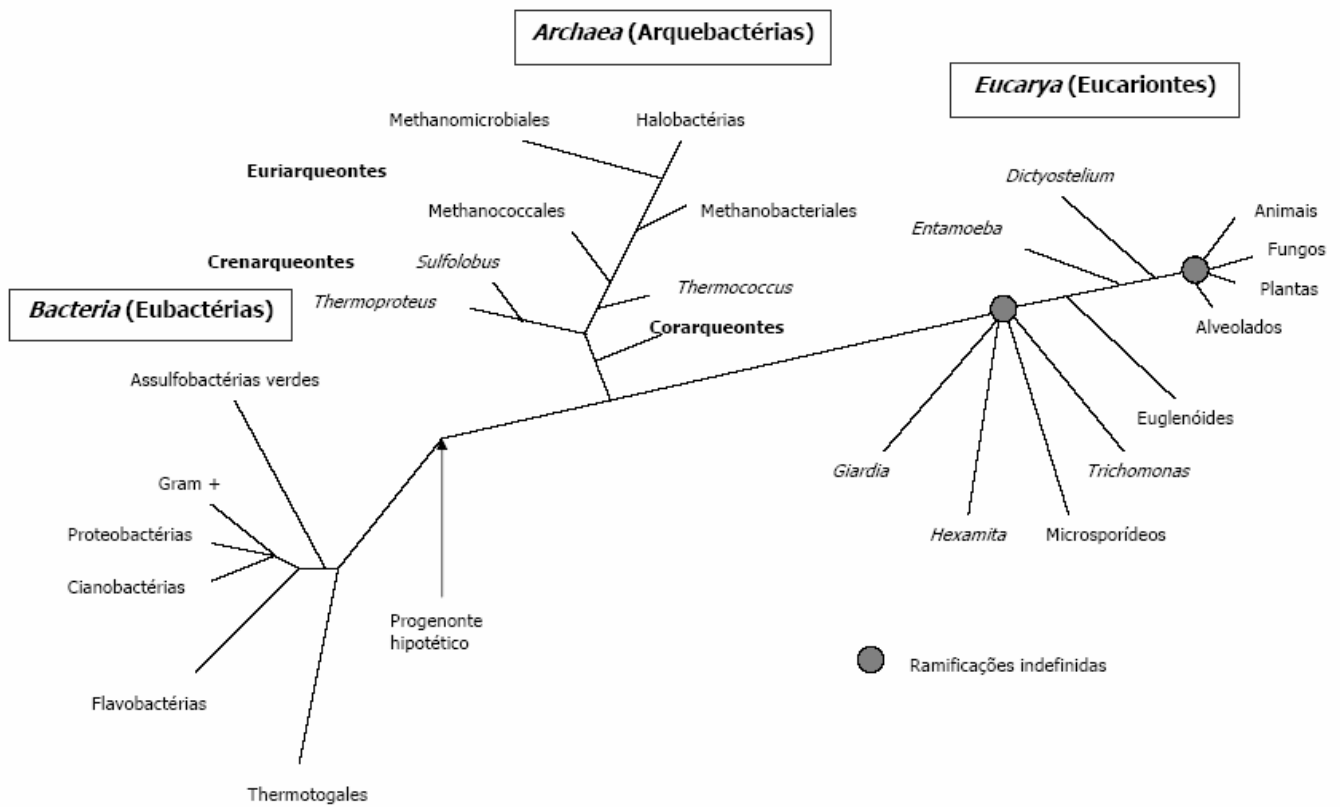 Archaea (Arquebactérias)
Eucarya (Eucariontes)
Methanomicrobiales
Halobactérias
Euriarqueontes
Dictyostelium
Methanococcales
Methanobacteriales
Animais
Entamoeba
Fungos
Crenarqueontes
Sulfolobus
Thermococcus
Plantas
Bacteria (Eubactérias)
Thermoproteus
Corarqueontes
Alveolados
Assulfobactérias verdes
Euglenóides
Giardia
Trichomonas
Gram +
Proteobactérias
Hexamita
Microsporídeos
Cianobactérias
Progenonte
hipotético
Ramificações indefinidas
Flavobactérias
Thermotogales